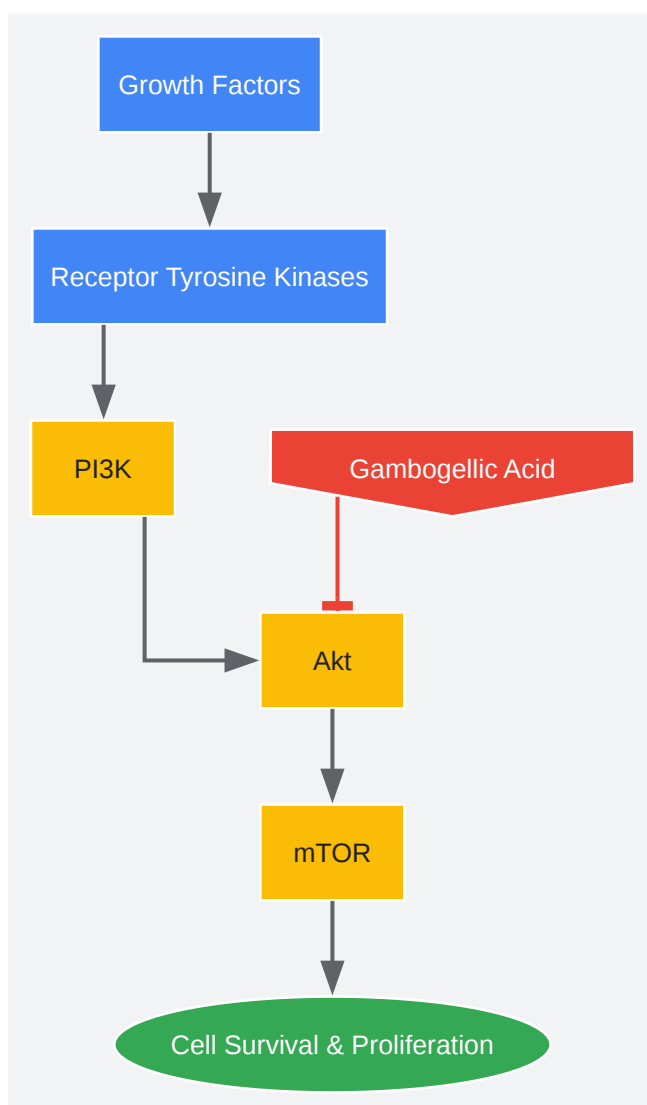 Growth Factors
Receptor Tyrosine Kinases
PI3K
Gambogellic Acid
Akt
mTOR
Cell Survival & Proliferation